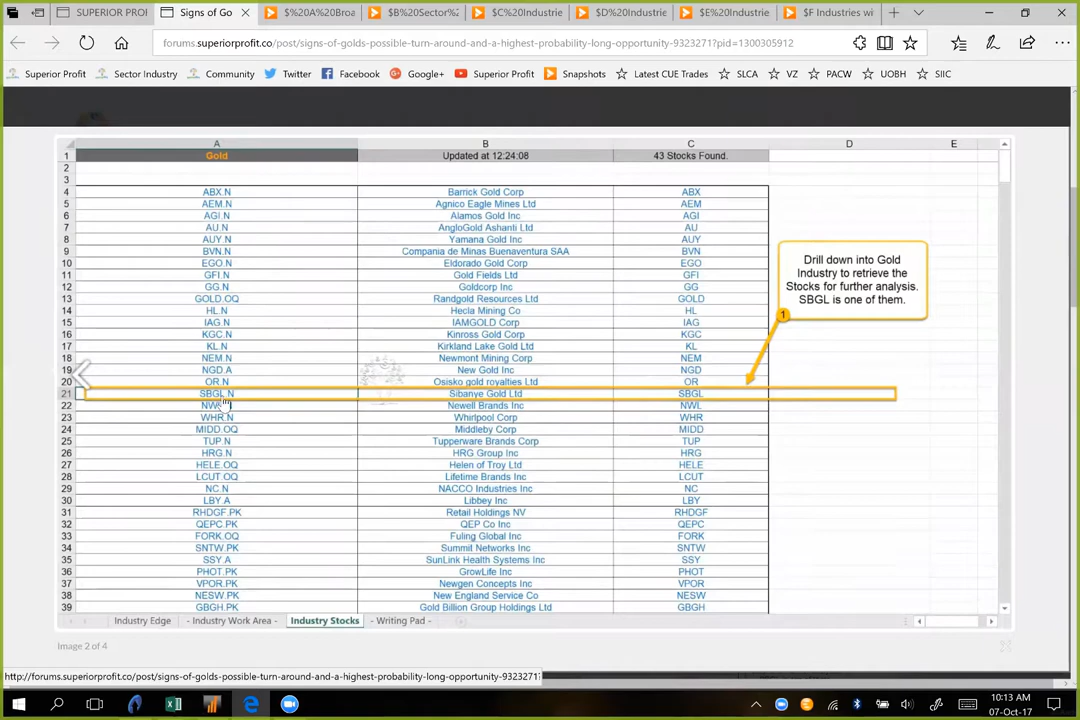 SUPERIOR PROI
Signs of Go
$%20A%20Broa
$%20B%20Sector%2
$%20C%20Industrie
$%20D%20Industrie
$%20E%20Industrie
$F Industries wi
forums.superiorprofit.co/post/signs-of-golds-possible-turn-around-and-a-highest-probability-long-opportunity-9323271?pid=1300305912
Superior Profit
Sector Industry
Community
Twitter
Facebook
Google+
Superior Profit
Snapshots
Latest CUE Trades
SLCA
VZ
PACW
UOBH
SIIC
A B C D E
1 Gold Updated at 12:24:08 43 Stocks Found.
2
3
4 ABX.N Barrick Gold Corp ABX
5 AEM.N Agnico Eagle Mines Ltd AEM
6 AGI.N Alamos Gold Inc AGI
7 AU.N AngloGold Ashanti Ltd AU
8 AUY.N Yamana Gold Inc AUY
9 BVN.N Compania de Minas Buenaventura SAA BVN
10 EGO.N Eldorado Gold Corp EGO
11 GFI.N Gold Fields Ltd GFI
12 GG.N Goldcorp Inc GG
13 GOLD.OQ Randgold Resources Ltd GOLD
14 HL.N Hecla Mining Co HL
15 IAG.N IAMGOLD Corp IAG
16 KGC.N Kinross Gold Corp KGC
17 KL.N Kirkland Lake Gold Ltd KL
18 NEM.N Newmont Mining Corp NEM
19 NGD.A New Gold Inc NGD
20 OR.N Osisko gold royalties Ltd OR
21 SBGL.N Sibanye Gold Ltd SBGL
22 Newell Brands Inc NWL
23 WHR.N Whirlpool Corp WHR
24 MIDD.OQ Middleby Corp MIDD
25 TUP.N Tupperware Brands Corp TUP
26 HRG.N HRG Group Inc HRG
27 HELE.OQ Helen of Troy Ltd HELE
28 LCUT.OQ Lifetime Brands Inc LCUT
29 NC.N NACCO Industries Inc NC
30 LBY.A Libbey Inc LBY
31 RHDGF.PK Retail Holdings NV RHDGF
32 QEPC.PK QEP Co Inc QEPC
33 FORK.OQ Fuling Global Inc FORK
34 SNTW.PK Summit Networks Inc SNTW
35 SSY.A SunLink Health Systems Inc SSY
36 PHOT.PK GrowLife Inc PHOT
37 VPOR.PK Newgen Concepts Inc VPOR
38 NESW.PK New England Service Co NESW
39 GBGH.PK Gold Billion Group Holdings Ltd GBGH
Drill down into Gold
Industry to retrieve the
Stocks for further analysis.
SBGL is one of them.
1
Industry Edge
- Industry Work Area -
Industry Stocks
- Writing Pad -
Image 2 of 4
http://forums.superiorprofit.co/post/signs-of-golds-possible-turn-around-and-a-highest-probability-long-opportunity-9323271?
10:13 AM
07-Oct-17